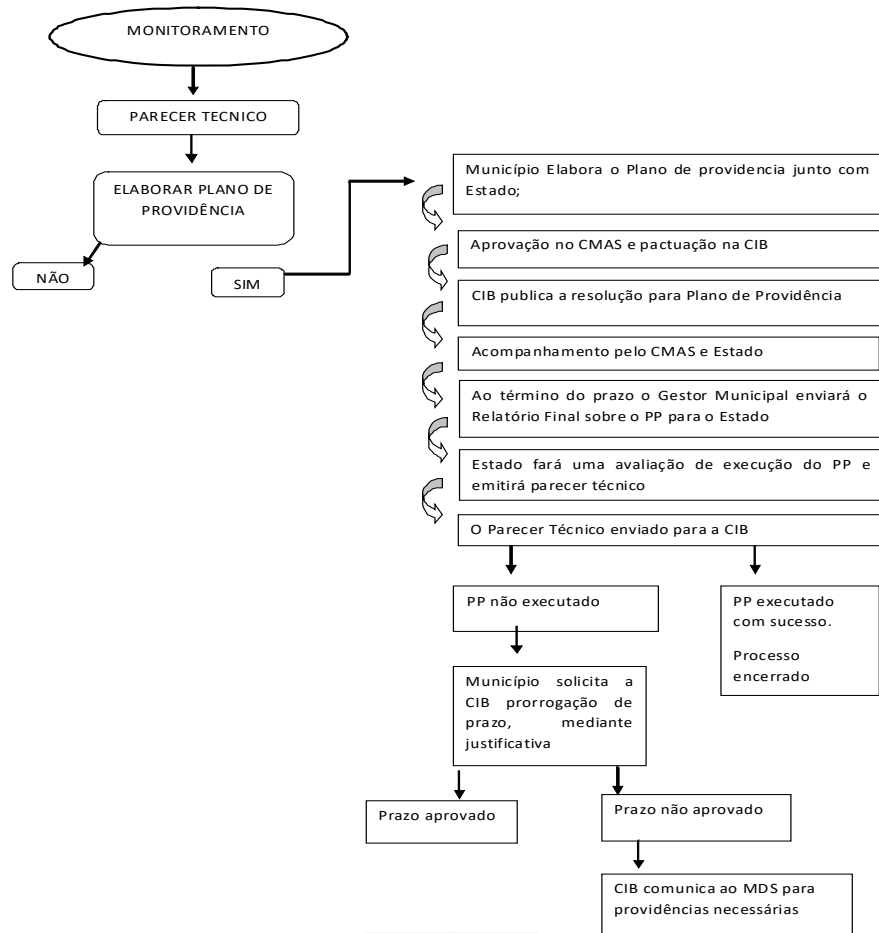 MONITORAMENTO
PARECER TECNICO
ELABORAR PLANO DE
PROVIDÊNCIA
NÃO
SIM
Município Elabora o Plano de providencia junto com
Estado;
Aprovação no CMAS e pactuação na CIB
CIB publica a resolução para Plano de Providência
Acompanhamento pelo CMAS e Estado
Ao término do prazo o Gestor Municipal enviará o
Relatório Final sobre o PP para o Estado
Estado fará uma avaliação de execução do PP e
emitirá parecer técnico
O Parecer Técnico enviado para a CIB
PP não executado
PP executado
com sucesso.
Processo
encerrado
Município solicita a
CIB prorrogação de
prazo, mediante
justificativa
Prazo aprovado
Prazo não aprovado
CIB comunica ao MDS para
providências necessárias